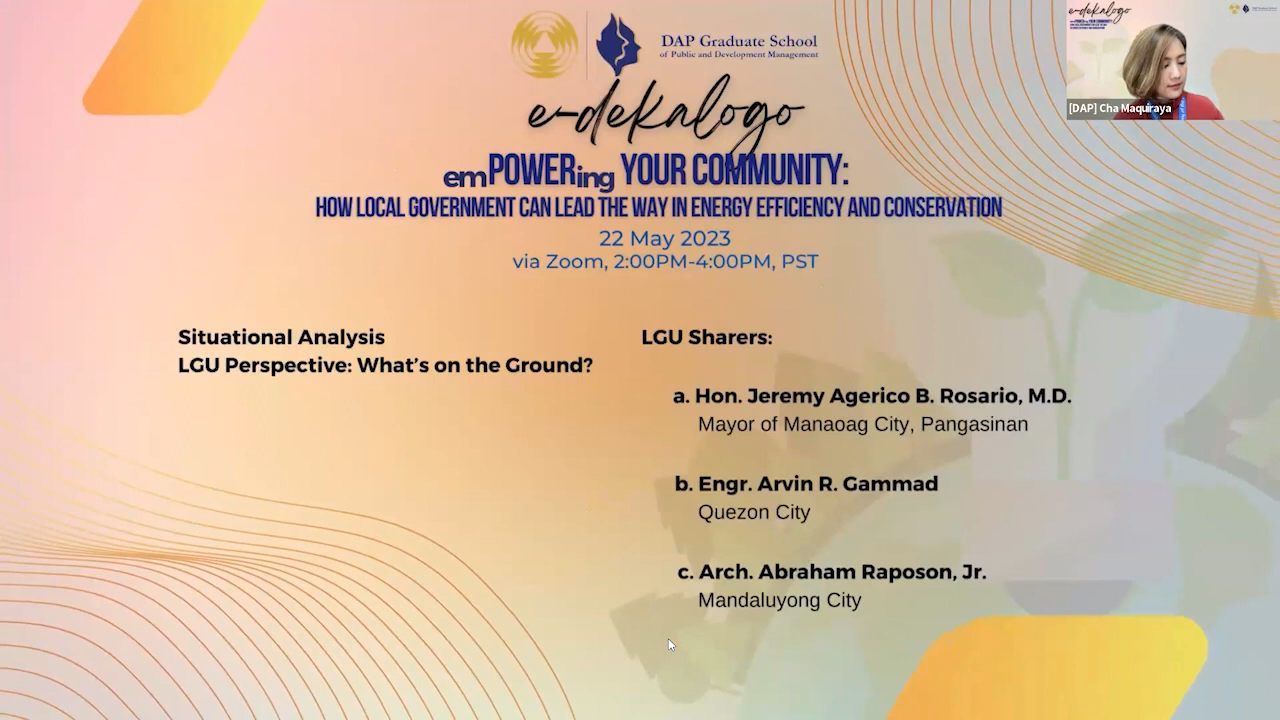 DAP Graduate School
of Public and Development Management
e-dekalogo
emPOWERing YOUR COMMUNITY:
HOW LOCAL GOVERNMENT CAN LEAD THE WAY IN ENERGY EFFICIENCY AND CONSERVATION
22 May 2023
via Zoom, 2:00PM-4:00PM, PST
Situational Analysis
LGU Perspective: What's on the Ground?
LGU Sharers:
a. Hon. Jeremy Agerico B. Rosario, M.D.
Mayor of Manaoag City, Pangasinan
b. Engr. Arvin R. Gammad
Quezon City
c. Arch. Abraham Raposon, Jr.
Mandaluyong City
e-dekalogo
emPOWERing YOUR COMMUNITY:
[DAP] Cha Maquiraya